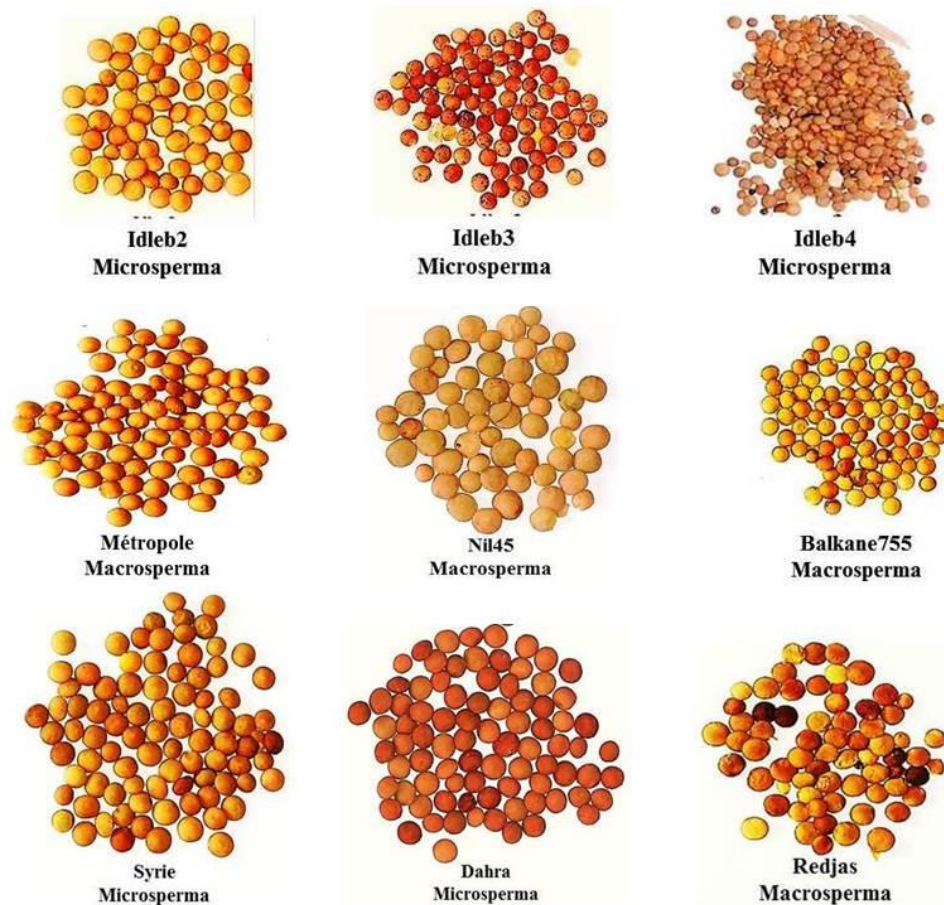 Idleb2
Microsperma
Idleb3
Microsperma
Idleb4
Microsperma
Métropole
Macrosperma
Nil45
Macrosperma
Balkane755
Macrosperma
Syrie
Microsperma
Dahra
Microsperma
Redjas
Macrosperma